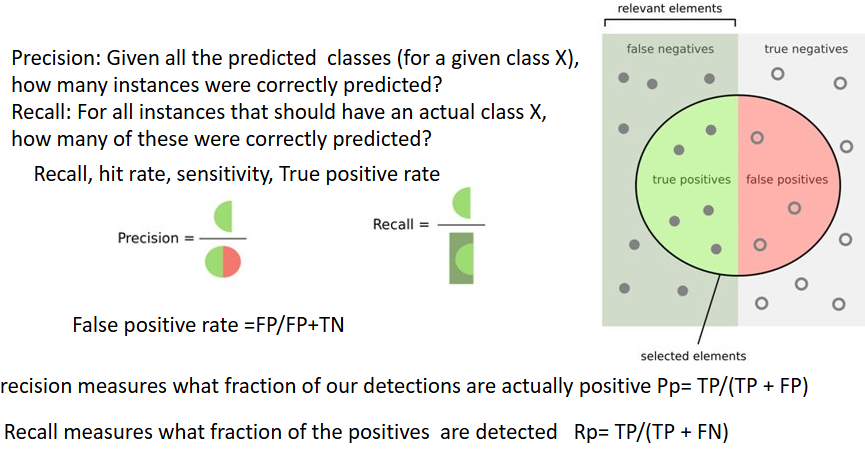 relevant elements
false negatives
true negatives
Precision: Given all the predicted classes (for a given class X),
how many instances were correctly predicted?
Recall: For all instances that should have an actual class X,
how many of these were correctly predicted?
Recall, hit rate, sensitivity, True positive rate
true positives
false positives
Precision =
Recall =
False positive rate =FP/FP+TN
selected elements
recision measures what fraction of our detections are actually positive Pp= TP/(TP + FP)
Recall measures what fraction of the positives are detected Rp= TP/(TP + FN)